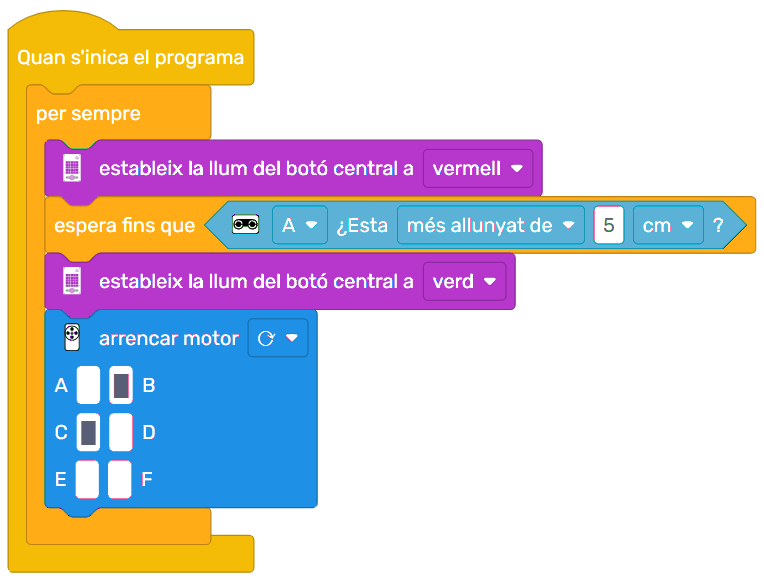 Quan s'inica el programa
per sempre
estableix la llum del botó central a vermell
espera fins que A ¿Esta més allunyat de 5 cm ?
estableix la llum del botó central a verd
arrencar motor
A B
C D
E F